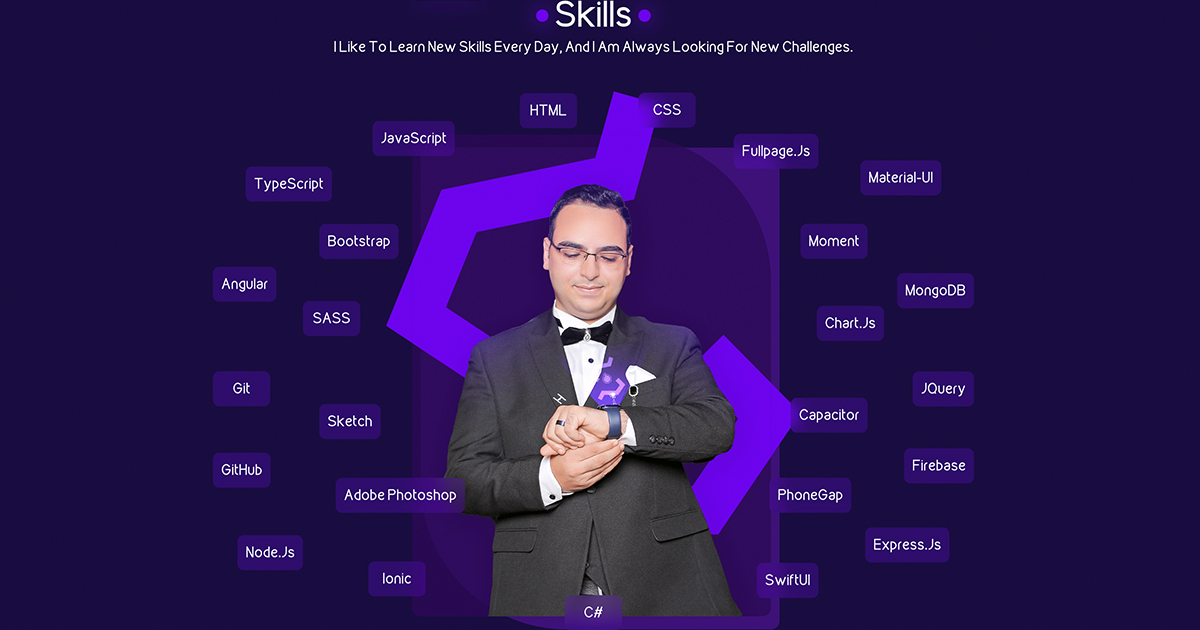 Skills
I Like To Learn New Skills Every Day, And I Am Always Looking For New Challenges.
HTML
CSS
JavaScript
Fullpage.Js
TypeScript
Material-UI
Bootstrap
Moment
Angular
MongoDB
SASS
Chart.Js
Git
JQuery
Sketch
Capacitor
GitHub
Firebase
Adobe Photoshop
PhoneGap
Node.Js
Express.Js
Ionic
SwiftUI
C#